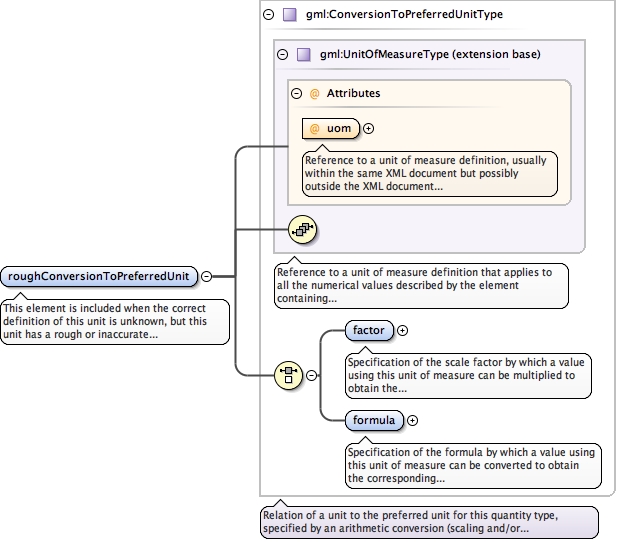 gml:ConversionToPreferredUnitType
gml:UnitOfMeasureType (extension base)
@ Attributes
@ uom
Reference to a unit of measure definition, usually
within the same XML document but possibly
outside the XML document...
roughConversionToPreferredUnit
This element is included when the correct
definition of this unit is unknown, but this
unit has a rough or inaccurate...
Reference to a unit of measure definition that applies to
all the numerical values described by the element
containing...
factor
Specification of the scale factor by which a value
using this unit of measure can be multiplied to
obtain the...
formula
Specification of the formula by which a value using
this unit of measure can be converted to obtain
the corresponding...
Relation of a unit to the preferred unit for this quantity type,
specified by an arithmetic conversion (scaling and/or...